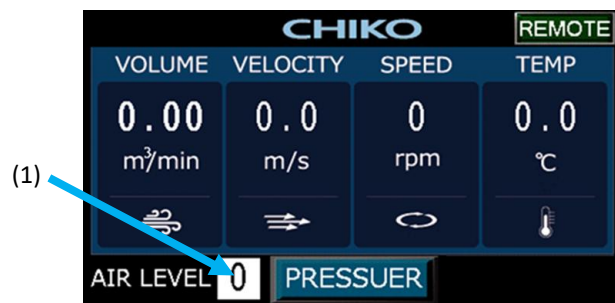 CHIKO REMOTE
VOLUME VELOCITY SPEED TEMP
0.00 0.0 0 0.0
m³/min m/s rpm ℃
(1)
AIR LEVEL 0 PRESSUER